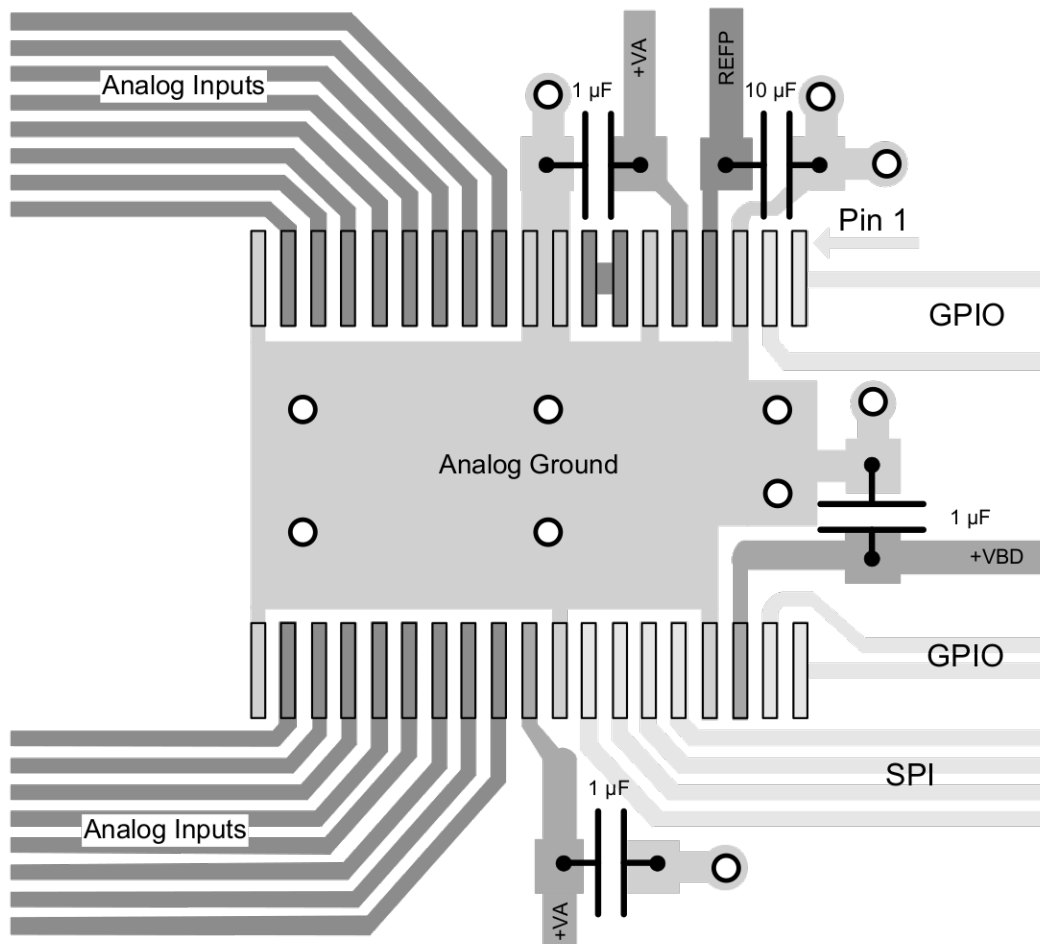 +VA
REFP
Analog Inputs
1 µF
10 µF
Pin 1
GPIO
Analog Ground
1 µF
+VBD
GPIO
SPI
1 µF
Analog Inputs
+VA